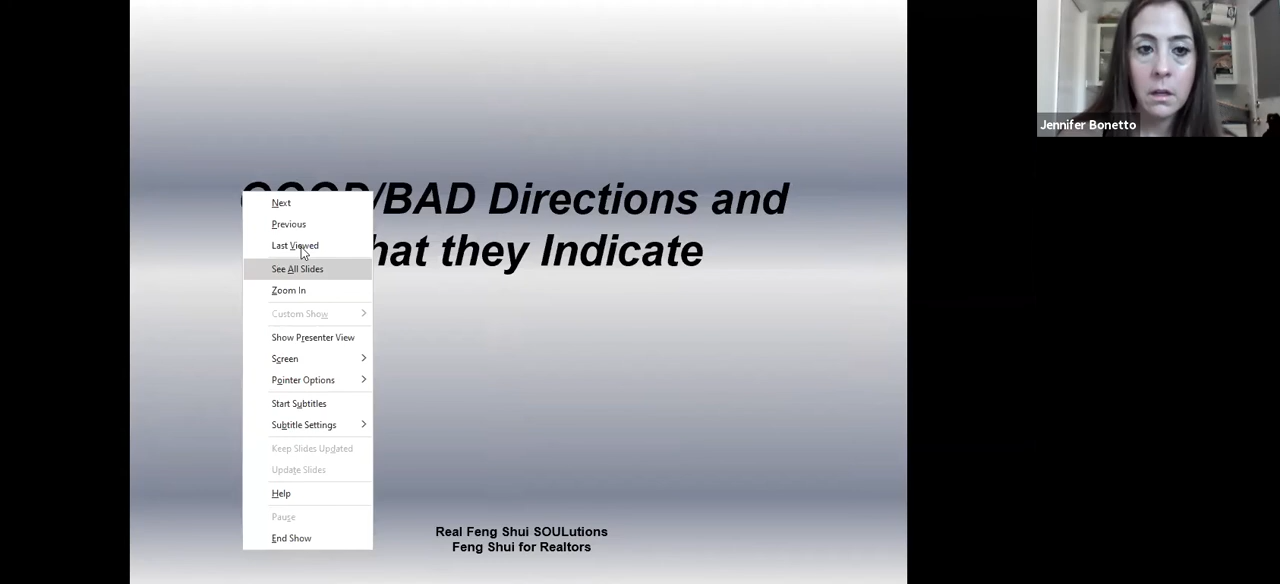 Jennifer Bonetto
/BAD Directions and
hat they Indicate
Next
Previous
Last Viewed
See All Slides
Zoom In
Custom Show
Show Presenter View
Screen
Pointer Options
Start Subtitles
Subtitle Settings
Keep Slides Updated
Update Slides
Help
Pause
End Show
Real Feng Shui SOULutions
Feng Shui for Realtors